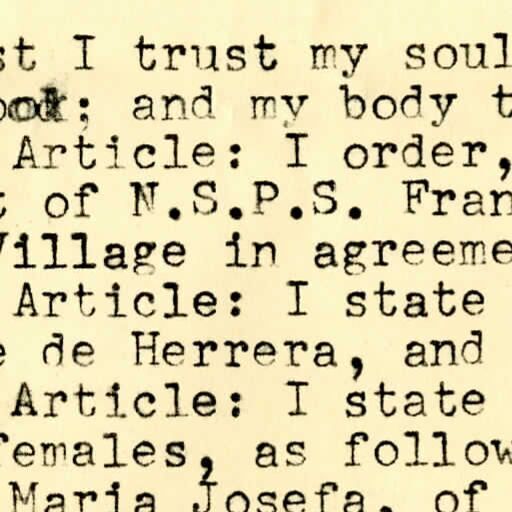 st I trust my soul
; and my body t
Article: I order,
t of N.S.P.S. Fran
Village in agreeme
Article: I state
e de Herrera, and
Article: I state
females, as follow
Maria Josefa, of